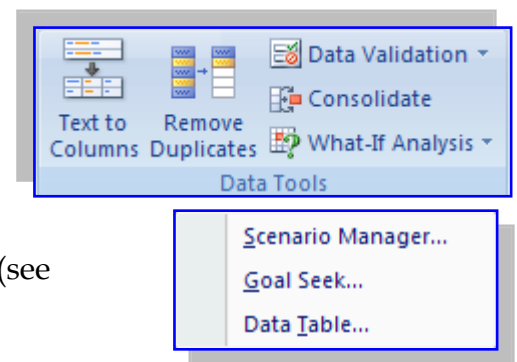 Text to Columns
Remove Duplicates
Data Validation
Consolidate
What-If Analysis
Data Tools
(see
Scenario Manager...
Goal Seek...
Data Table...